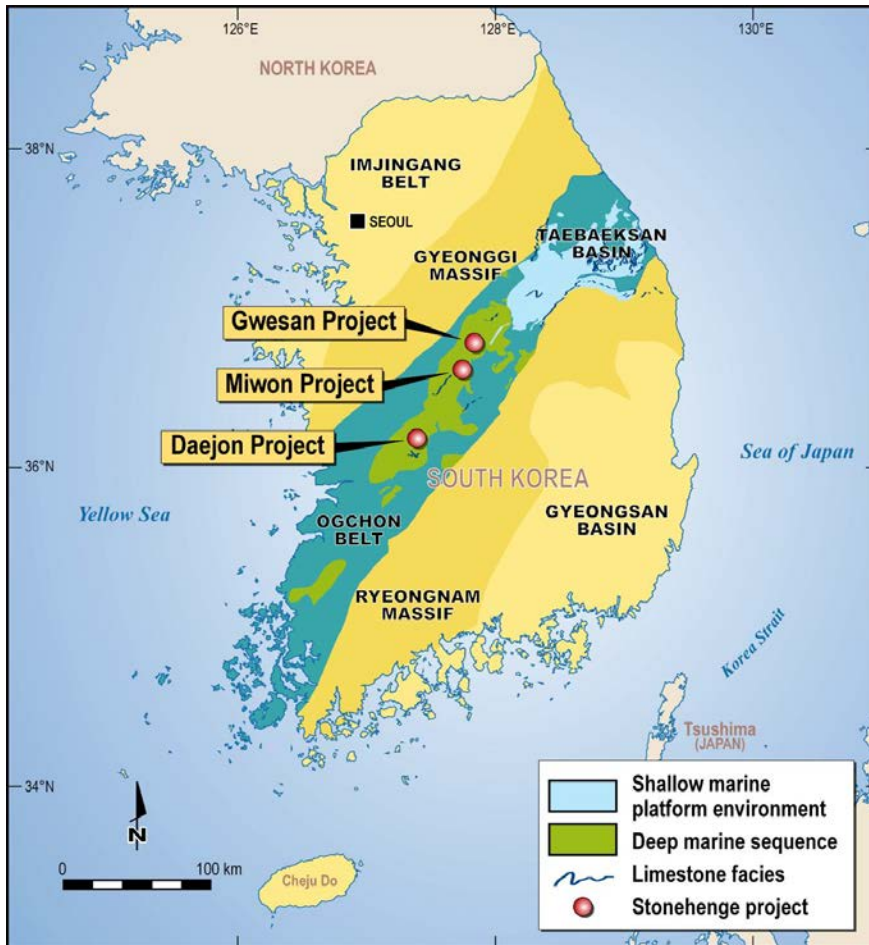 126°E
128°E
130°E
NORTH KOREA
38°N
IMJINGANG
BELT
SEOUL
TAEBAEKSAN
BASIN
GYEONGGI
MASSIF
Gwesan Project
Miwon Project
Daejon Project
36°N
SOUTH KOREA
Sea of Japan
Yellow Sea
GYEONGSAN
BASIN
OGCHON
BELT
RYEONGNAM
MASSIF
Korea Strait
Tsushima
(JAPAN)
34°N
N
0 100 km
Cheju Do
Shallow marine
platform environment
Deep marine sequence
Limestone facies
Stonehenge project